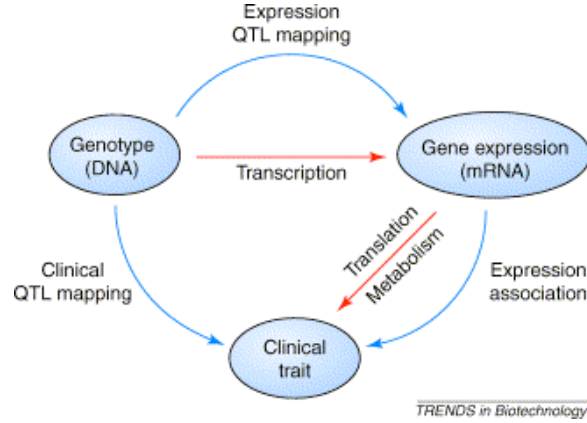 Expression
QTL mapping
Genotype
(DNA)
Gene expression
(mRNA)
Transcription
Translation
Metabolism
Clinical
QTL mapping
Expression
association
Clinical
trait
TRENDS in Biotechnology